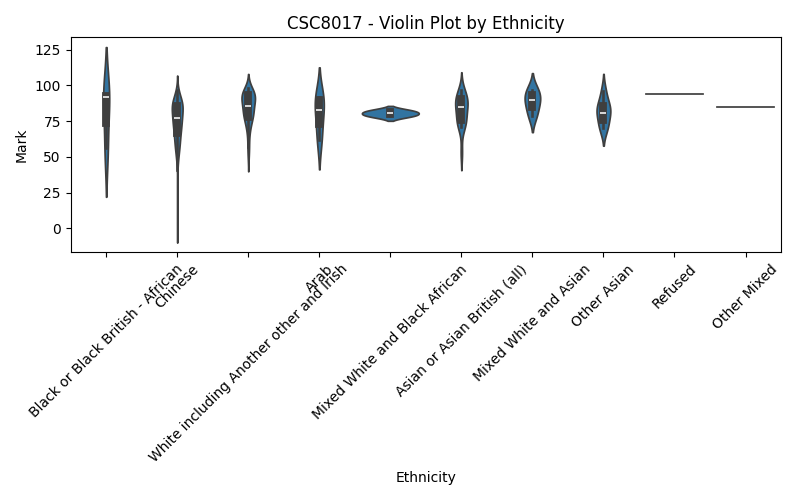 CSC8017 - Violin Plot by Ethnicity
125
100
75
50
25
0
Mark
Black or Black British - African
Chinese
White including Another other and Irish
Arab
Mixed White and Black African
Asian or Asian British (all)
Mixed White and Asian
Other Asian
Refused
Other Mixed
Ethnicity